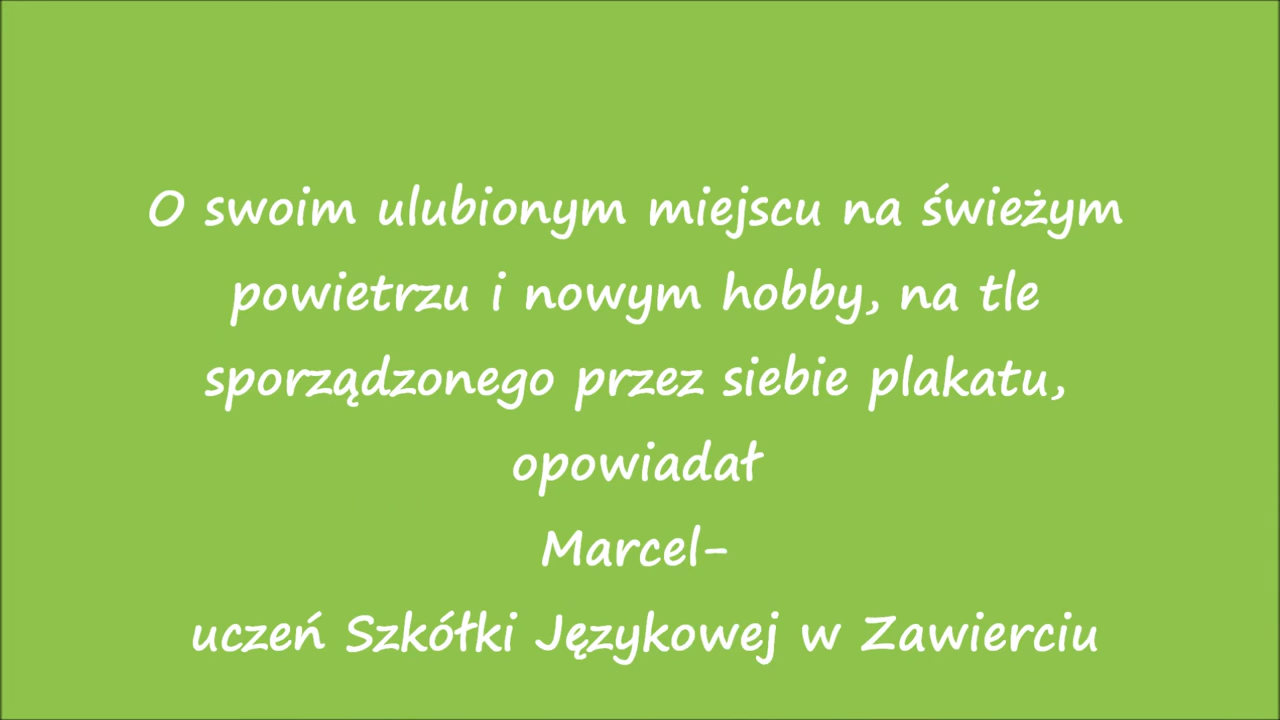 O swoim ulubionym miejscu na świeżym
powietrzu i nowym hobby, na tle
sporządzonego przez siebie plakatu,
opowiadał
Marcel-
uczeń Szkółki Językowej w Zawierciu